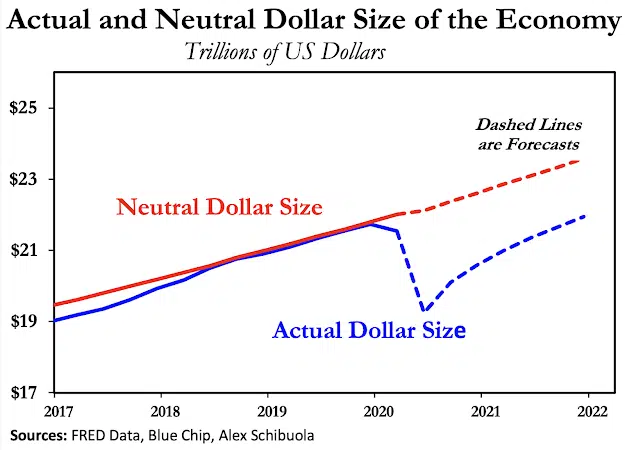 Actual and Neutral Dollar Size of the Economy
Trillions of US Dollars
$25
Dashed Lines
are Forecasts
$23
Neutral Dollar Size
$21
$19
Actual Dollar Size
$17
2017
2018
2019
2020
2021
2022
Sources: FRED Data, Blue Chip, Alex Schibuola